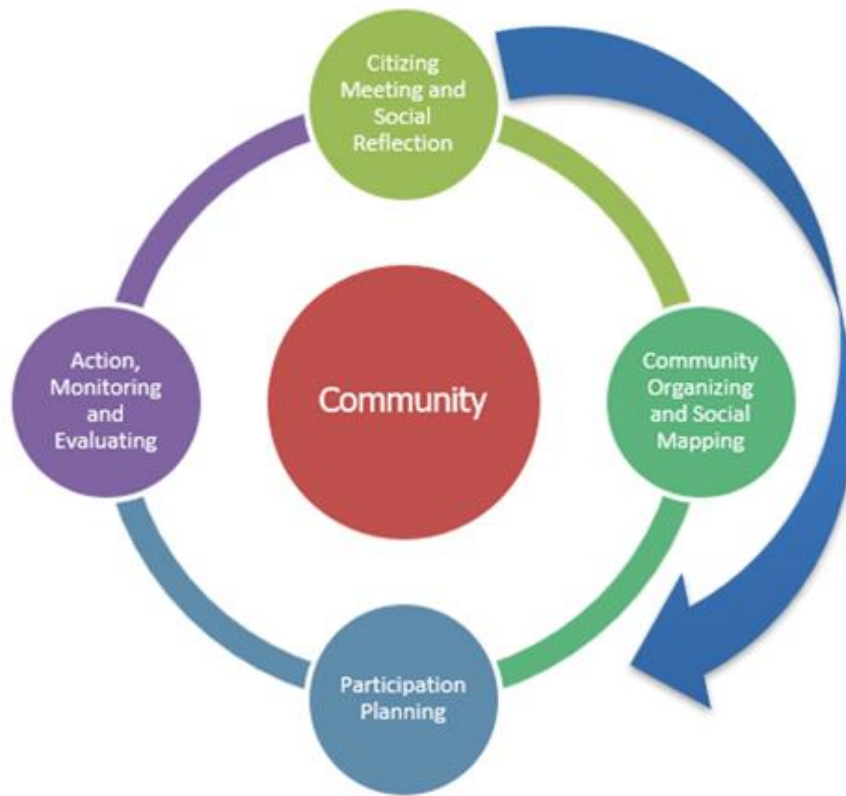 Citizing
Meeting and
Social
Reflection
Action,
Monitoring
and
Evaluating
Community
Community
Organizing
and Social
Mapping
Participation
Planning